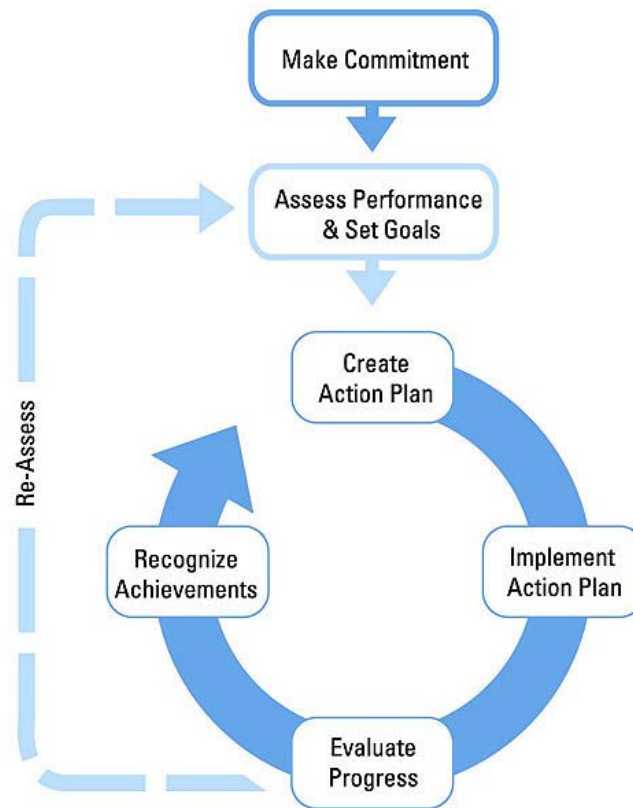 Make Commitment
Assess Performance
& Set Goals
Create
Action Plan
Re-Assess
Recognize
Achievements
Implement
Action Plan
Evaluate
Progress